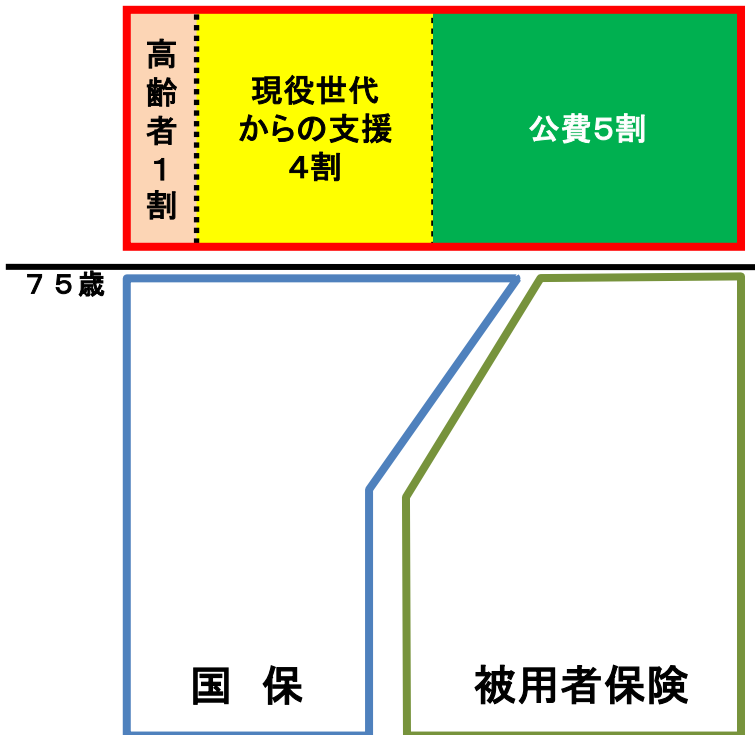 高齢者1割
現役世代
からの支援
4割
公費5割
75歳
国 保
被用者保険